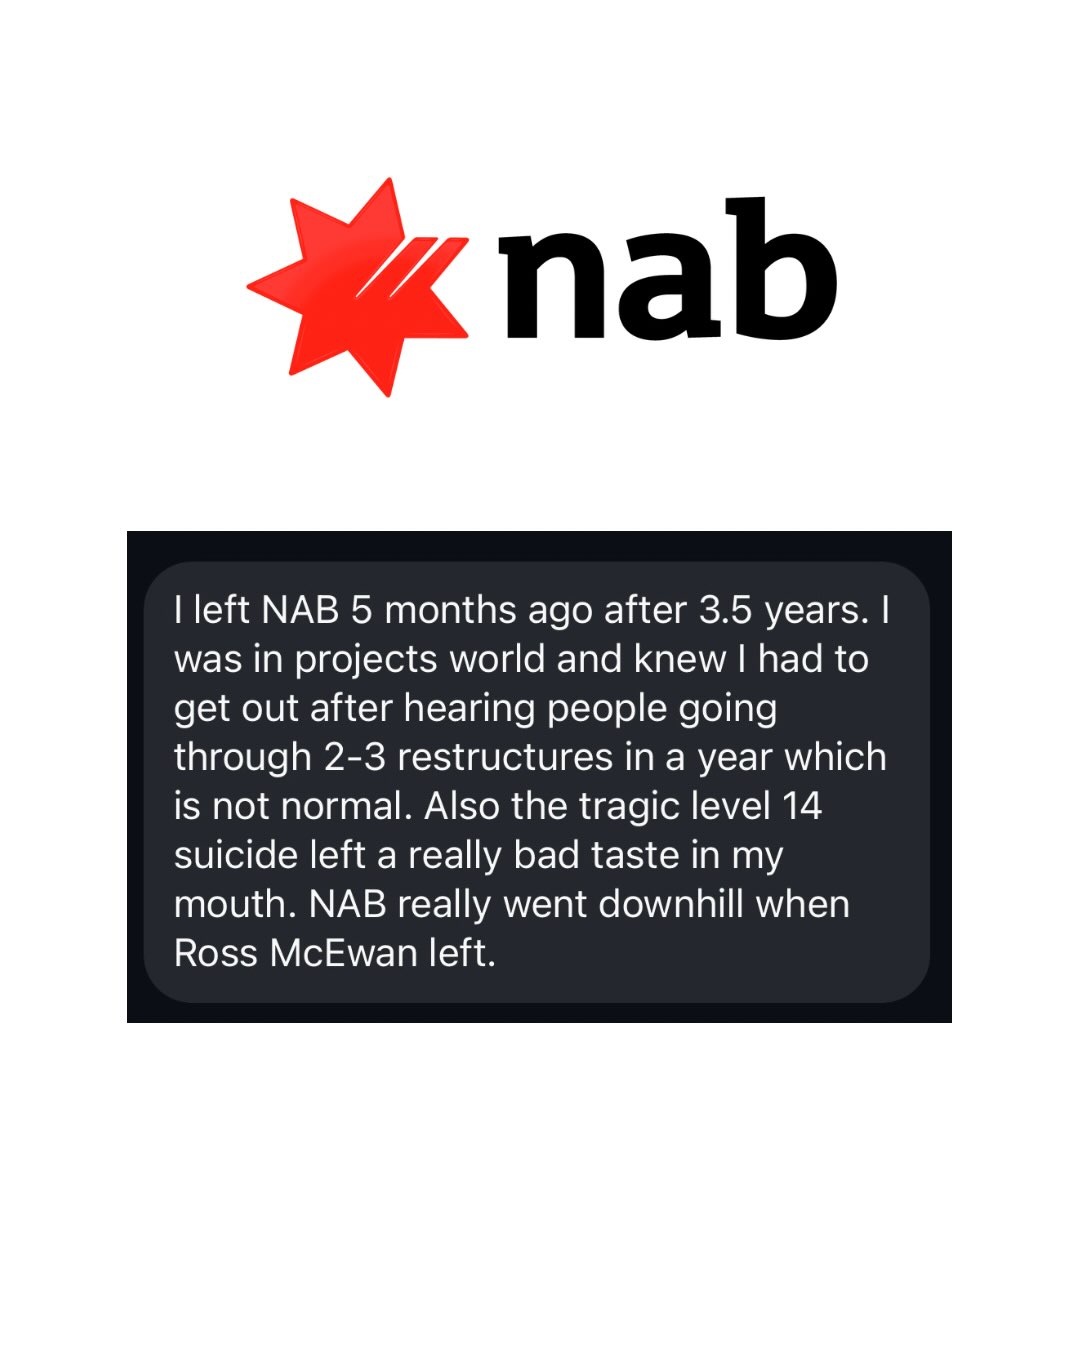 nab
I left NAB 5 months ago after 3.5 years. I
was in projects world and knew I had to
get out after hearing people going
through 2-3 restructures in a year which
is not normal. Also the tragic level 14
suicide left a really bad taste in my
mouth. NAB really went downhill when
Ross McEwan left.